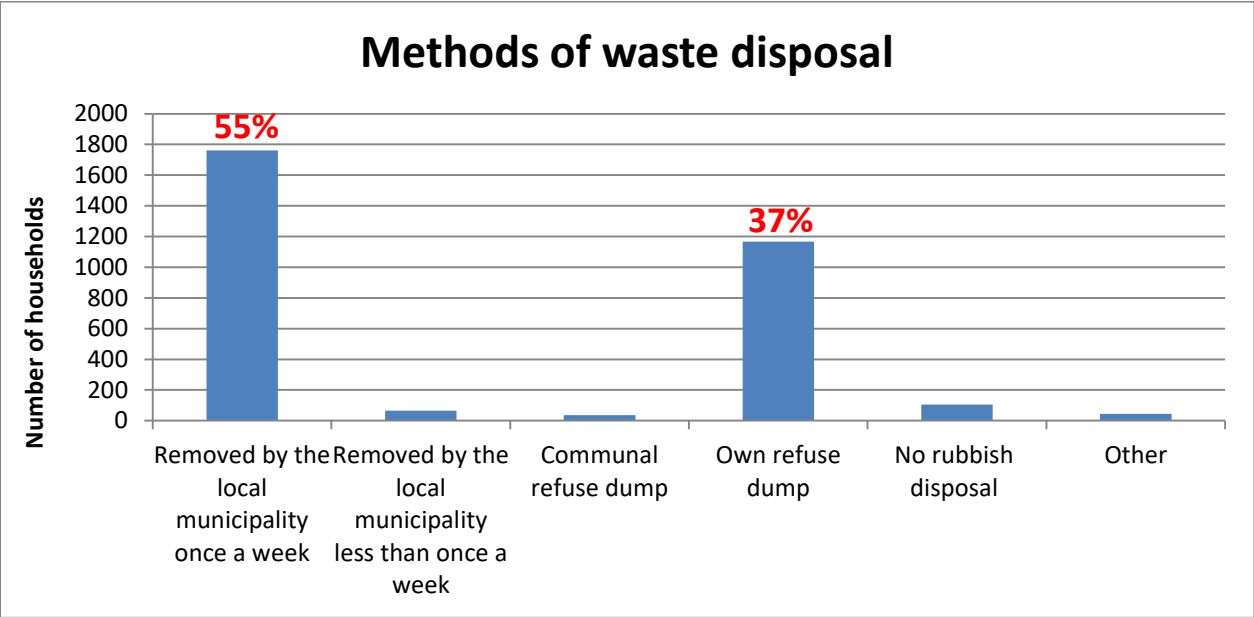 Methods of waste disposal
Number of households
2000
1800
1600
1400
1200
1000
800
600
400
200
0
55%
37%
Removed by the
local
municipality
once a week
Removed by the
local
municipality
less than once a
week
Communal
refuse dump
Own refuse
dump
No rubbish
disposal
Other